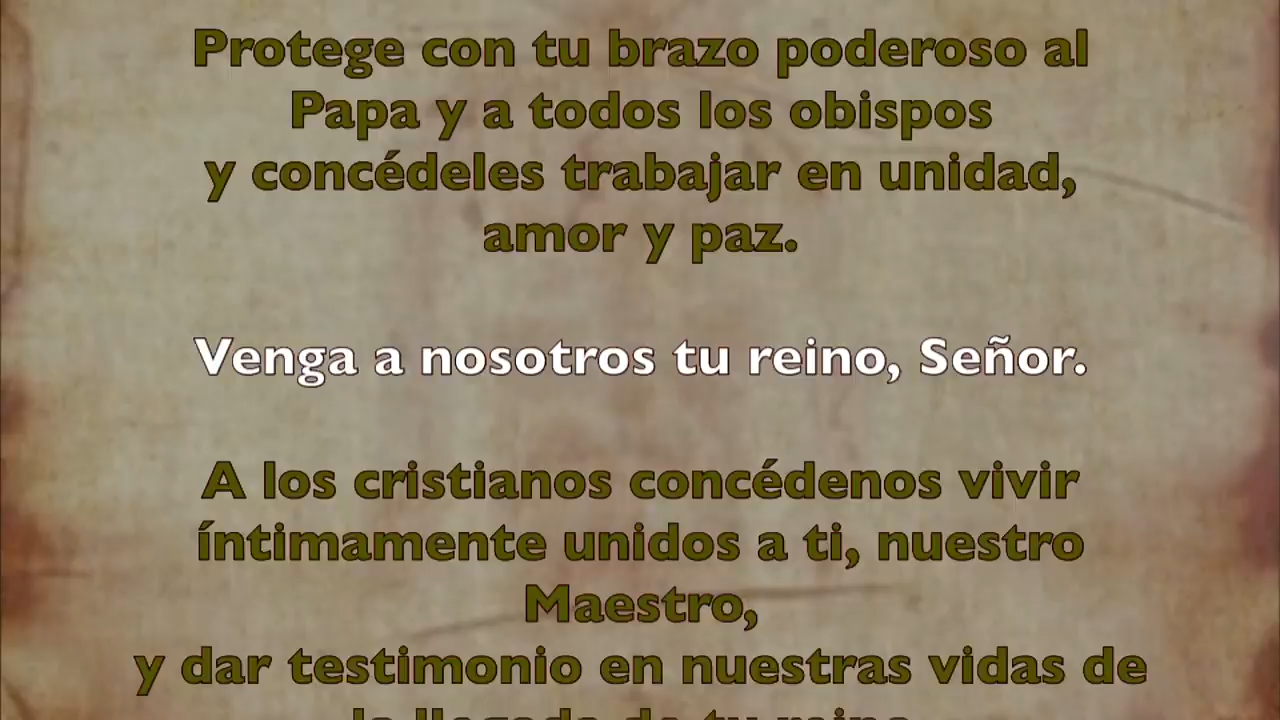 Protege con tu brazo poderoso al
Papa y a todos los obispos
y concédeles trabajar en unidad,
amor y paz.
Venga a nosotros tu reino, Señor.
A los cristianos concédenos vivir
íntimamente unidos a ti, nuestro
Maestro,
y dar testimonio en nuestras vidas de
la llegada de tu reino